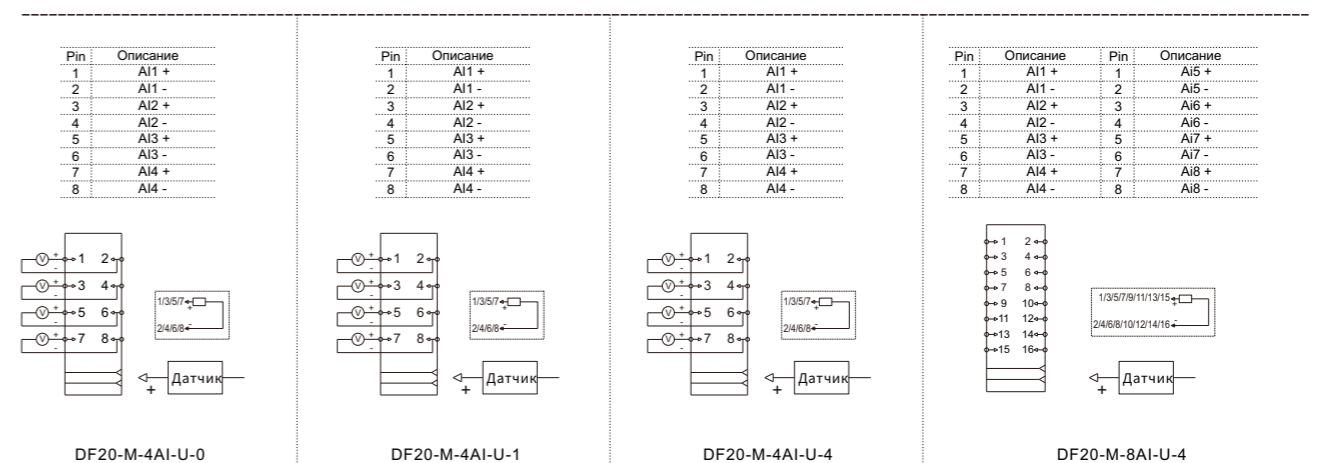 Pin Описание
1 AI1 +
2 AI1 -
3 AI2 +
4 AI2 -
5 AI3 +
6 AI3 -
7 AI4 +
8 AI4 -
V + - 1 2
V + - 3 4
V + - 5 6
V + - 7 8
1/3/5/7 +
2/4/6/8 -
Датчик
+
DF20-M-4AI-U-0
Pin Описание
1 AI1 +
2 AI1 -
3 AI2 +
4 AI2 -
5 AI3 +
6 AI3 -
7 AI4 +
8 AI4 -
V + - 1 2
V + - 3 4
V + - 5 6
V + - 7 8
1/3/5/7 +
2/4/6/8 -
Датчик
+
DF20-M-4AI-U-1
Pin Описание
1 AI1 +
2 AI1 -
3 AI2 +
4 AI2 -
5 AI3 +
6 AI3 -
7 AI4 +
8 AI4 -
V + - 1 2
V + - 3 4
V + - 5 6
V + - 7 8
1/3/5/7 +
2/4/6/8 -
Датчик
+
DF20-M-4AI-U-4
Pin Описание Pin Описание
1 AI1 + 1 Ai5 +
2 AI1 - 2 Ai5 -
3 AI2 + 3 Ai6 +
4 AI2 - 4 Ai6 -
5 AI3 + 5 Ai7 +
6 AI3 - 6 Ai7 -
7 AI4 + 7 Ai8 +
8 AI4 - 8 Ai8 -
1 2
3 4
5 6
7 8
9 10
11 12
13 14
15 16
1/3/5/7/9/11/13/15 +
2/4/6/8/10/12/14/16 -
Датчик
+
DF20-M-8AI-U-4